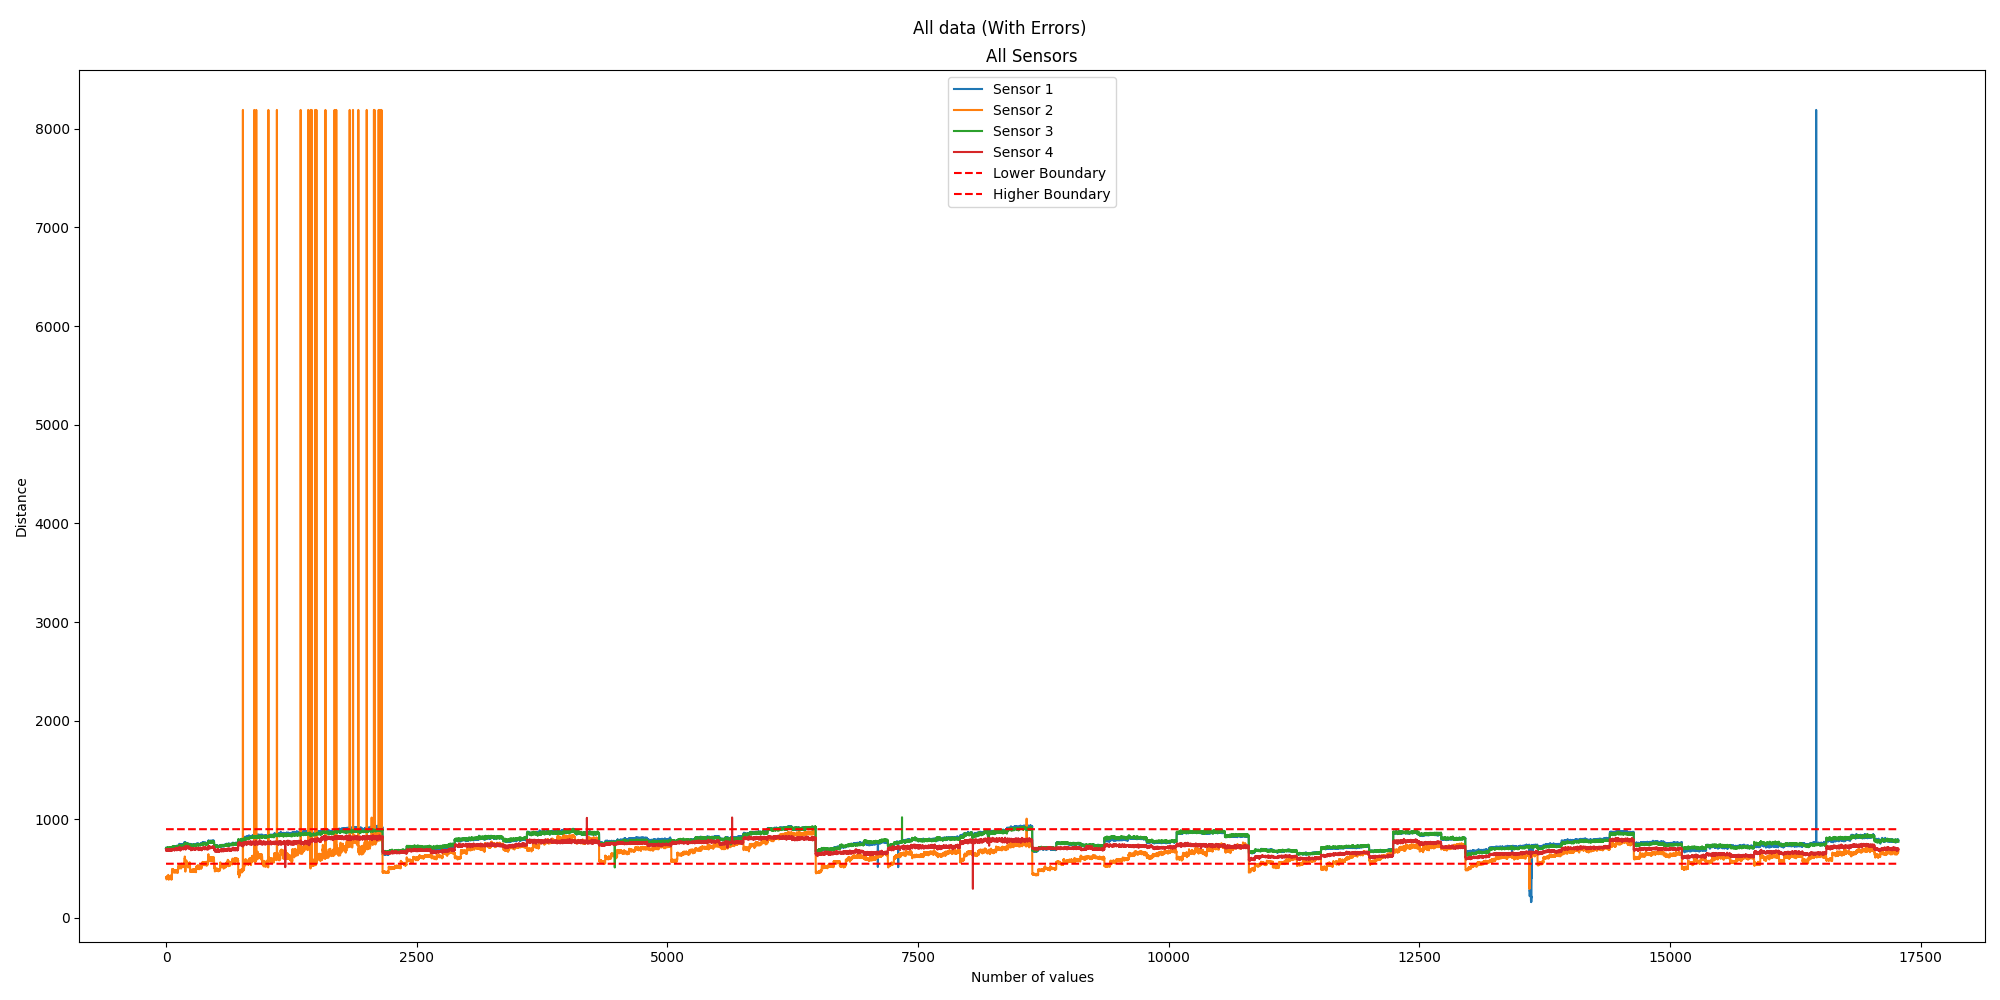 All data (With Errors)
All Sensors
Sensor 1
Sensor 2
Sensor 3
Sensor 4
Lower Boundary
Higher Boundary
8000
7000
6000
5000
4000
3000
2000
1000
0
Distance
0 2500 5000 7500 10000 12500 15000 17500
Number of values